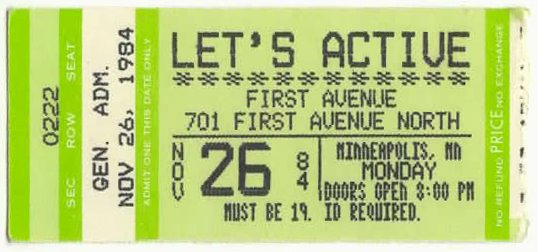 0222
SEC ROW SEAT
GEN. ADM.
NOV 26, 1984
ADMIT ONE THIS DATE ONLY
LET'S ACTIVE
********************
FIRST AVENUE
701 FIRST AVENUE NORTH
NOV 26 84
MINNEAPOLIS, MN
MONDAY
DOORS OPEN 8:00 PM
MUST BE 19. ID REQUIRED.
NO REFUND PRICE NO EXCHANGE